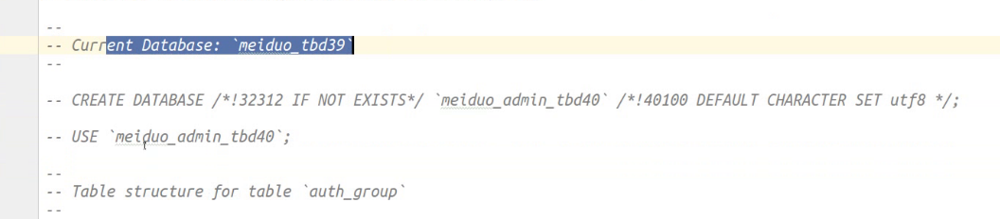 --
-- Current Database: `meiduo_tbd39`
--
-- CREATE DATABASE /*!32312 IF NOT EXISTS*/ `meiduo_admin_tbd40` /*!40100 DEFAULT CHARACTER SET utf8 */;
-- USE `meiduo_admin_tbd40`;
--
-- Table structure for table `auth_group`
--